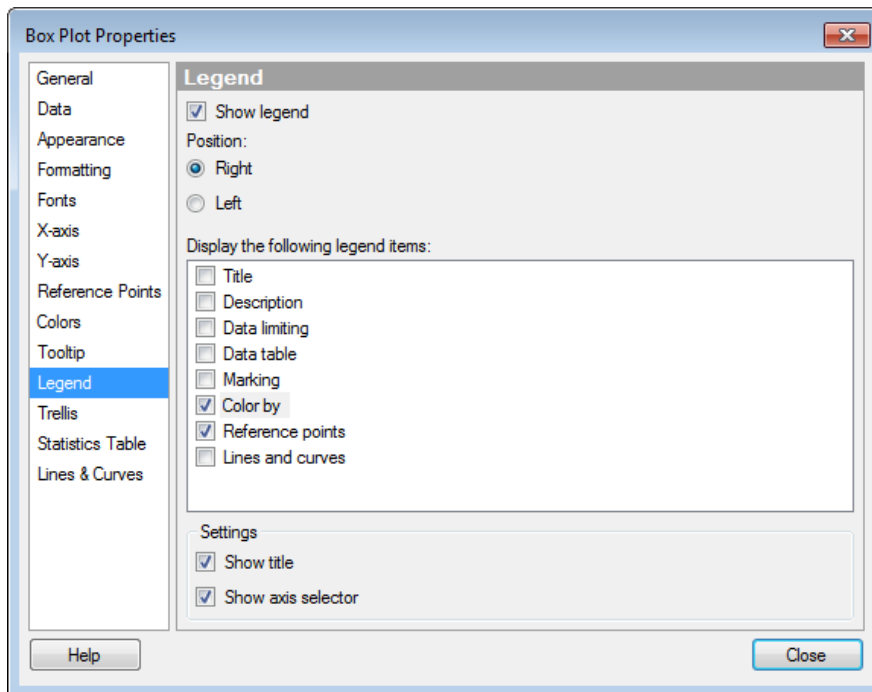 Box Plot Properties
General
Data
Appearance
Formatting
Fonts
X-axis
Y-axis
Reference Points
Colors
Tooltip
Legend
Trellis
Statistics Table
Lines & Curves
Legend
Show legend
Position:
Right
Left
Display the following legend items:
Title
Description
Data limiting
Data table
Marking
Color by
Reference points
Lines and curves
Settings
Show title
Show axis selector
Help
Close